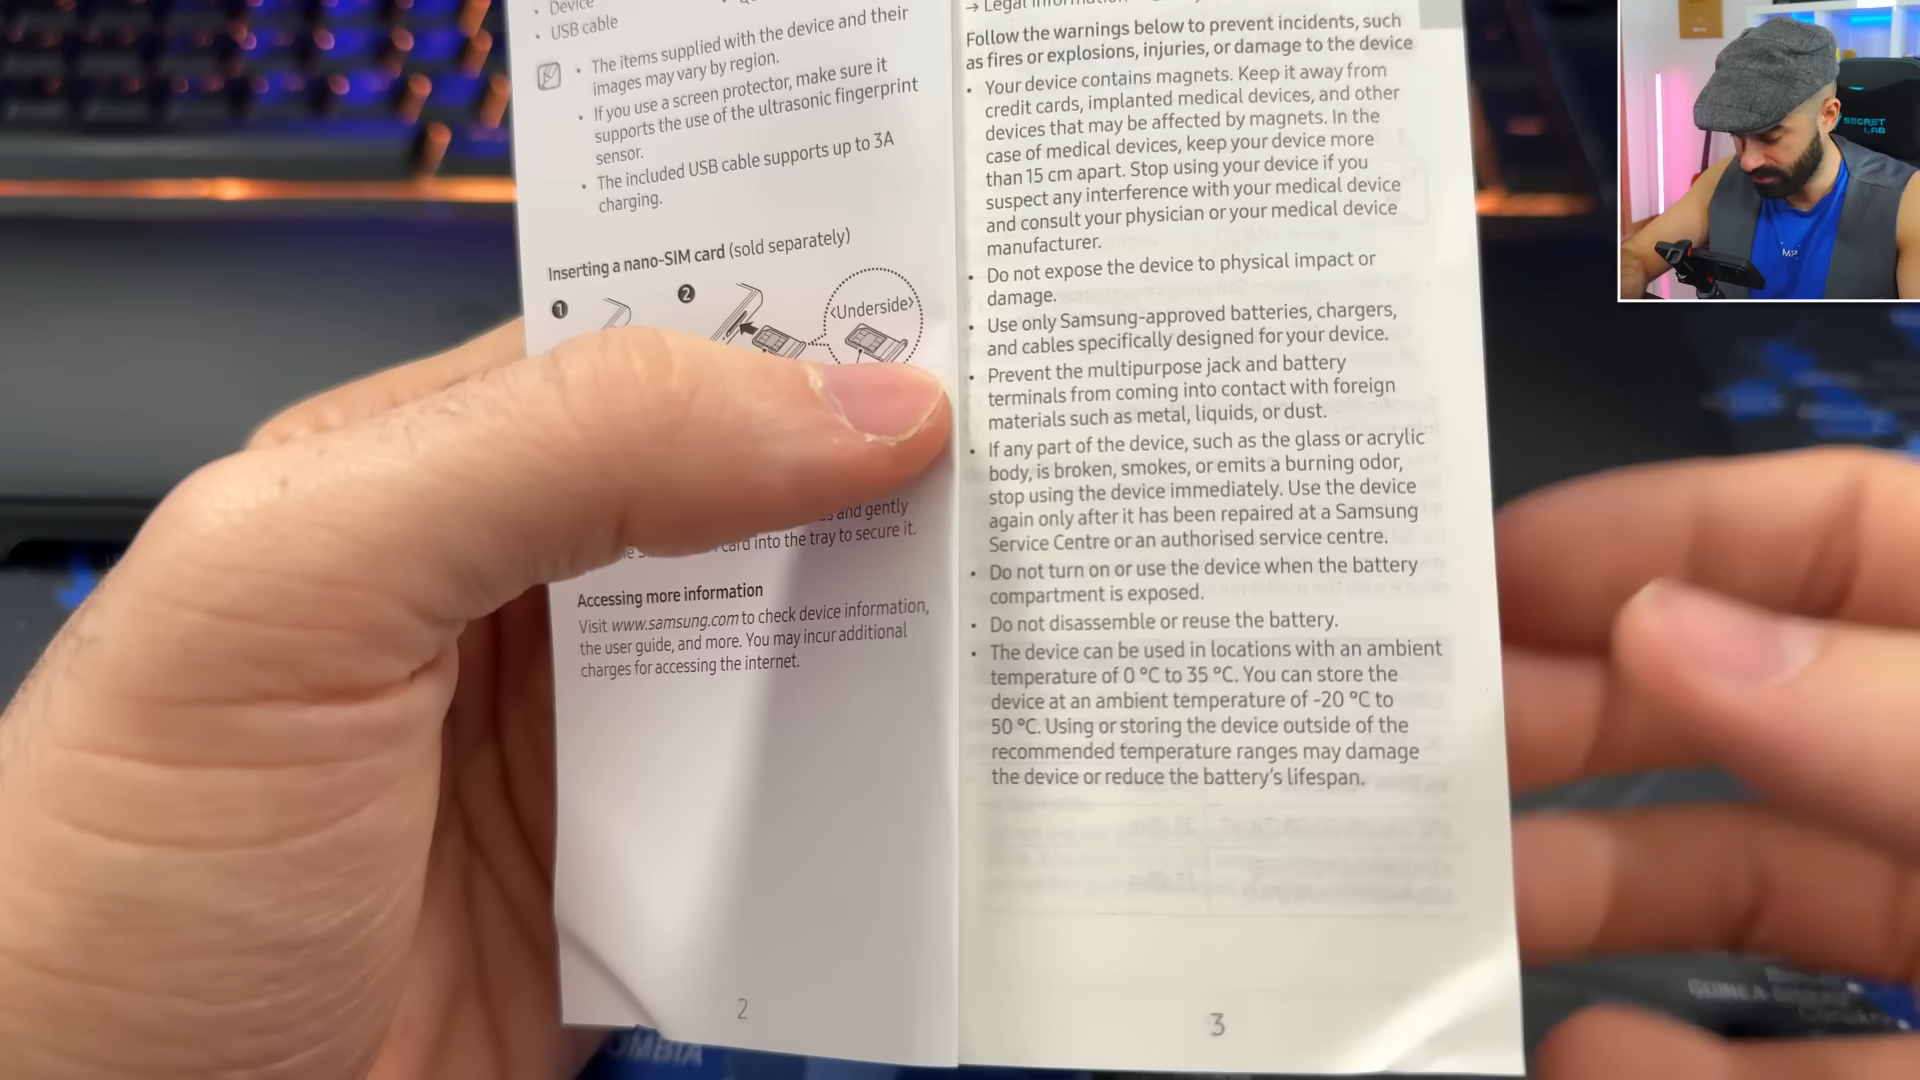 Device
USB cable
The items supplied with the device and their
images may vary by region.
If you use a screen protector, make sure it
supports the use of the ultrasonic fingerprint
sensor.
The included USB cable supports up to 3A
charging.
Inserting a nano-SIM card (sold separately)
1
2
<Underside>
and gently
card into the tray to secure it.
Accessing more information
Visit www.samsung.com to check device information,
the user guide, and more. You may incur additional
charges for accessing the internet.
2
→ Legal information
Follow the warnings below to prevent incidents, such
as fires or explosions, injuries, or damage to the device
• Your device contains magnets. Keep it away from
credit cards, implanted medical devices, and other
devices that may be affected by magnets. In the
case of medical devices, keep your device more
than 15 cm apart. Stop using your device if you
suspect any interference with your medical device
and consult your physician or your medical device
manufacturer.
• Do not expose the device to physical impact or
damage.
• Use only Samsung-approved batteries, chargers,
and cables specifically designed for your device.
• Prevent the multipurpose jack and battery
terminals from coming into contact with foreign
materials such as metal, liquids, or dust.
• If any part of the device, such as the glass or acrylic
body, is broken, smokes, or emits a burning odor,
stop using the device immediately. Use the device
again only after it has been repaired at a Samsung
Service Centre or an authorised service centre.
• Do not turn on or use the device when the battery
compartment is exposed.
• Do not disassemble or reuse the battery.
• The device can be used in locations with an ambient
temperature of 0 °C to 35 °C. You can store the
device at an ambient temperature of -20 °C to
50 °C. Using or storing the device outside of the
recommended temperature ranges may damage
the device or reduce the battery's lifespan.
3
SECRET
LAB